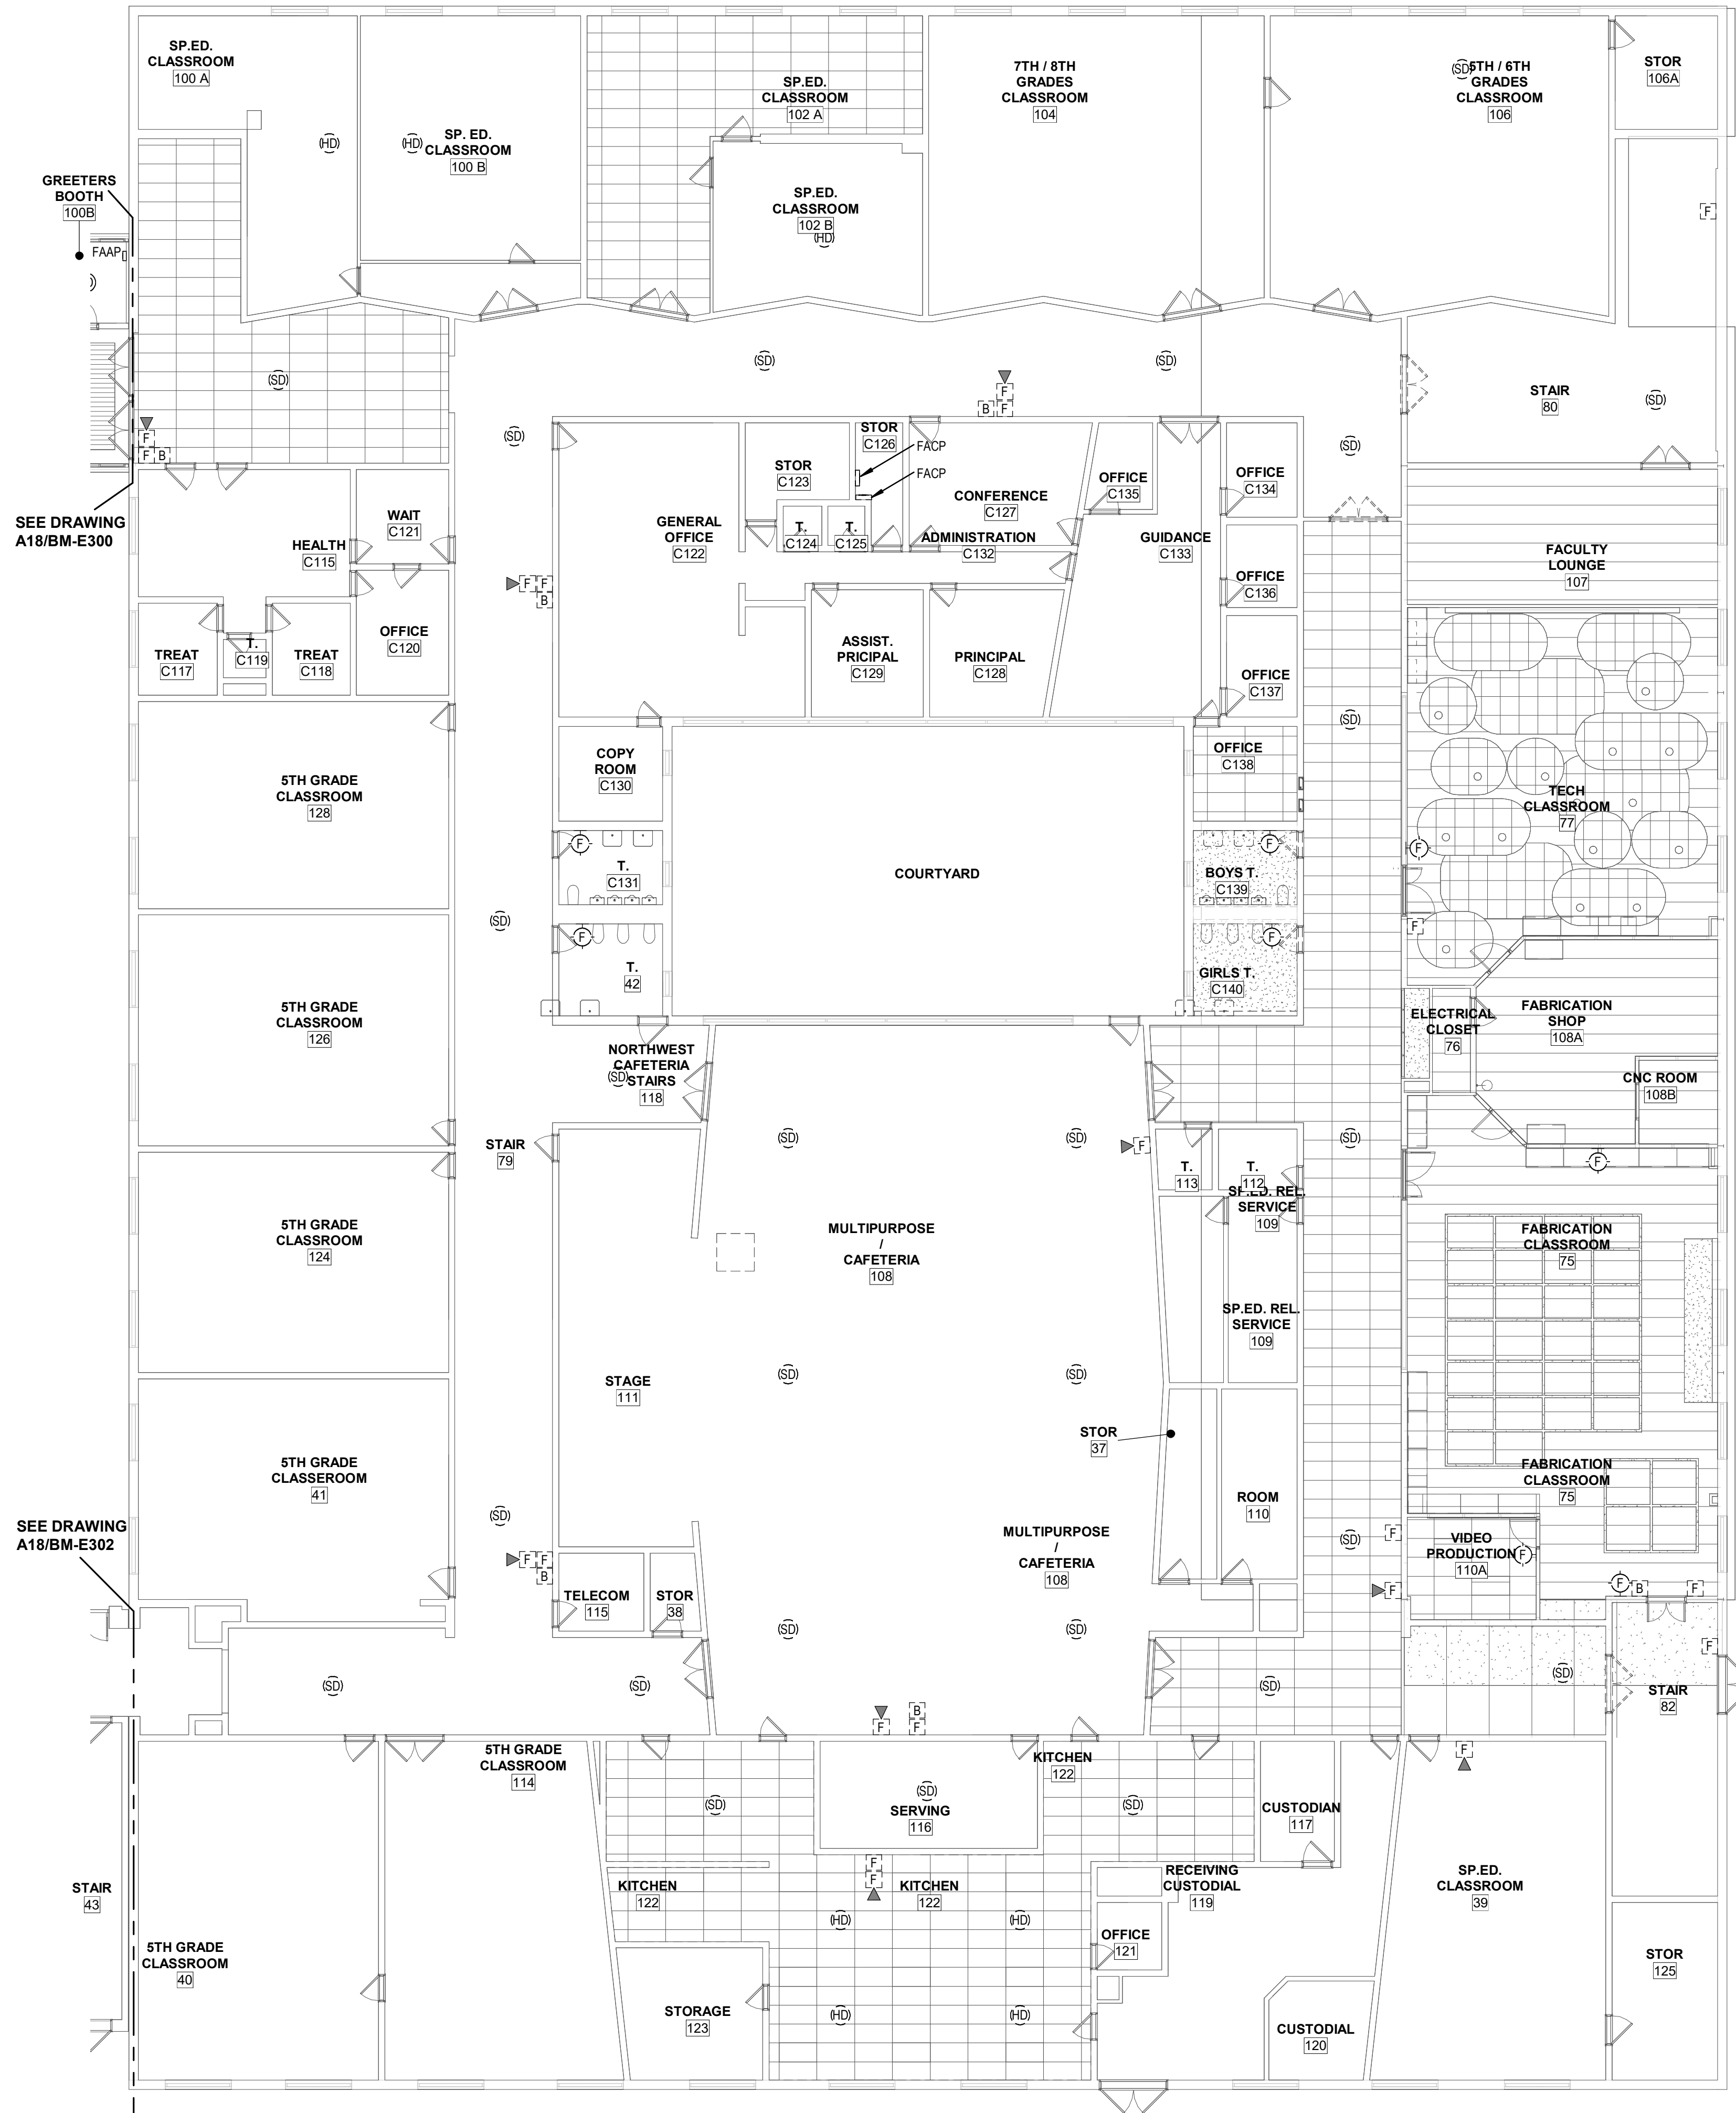 SP.ED.
CLASSROOM
100 A
(HD)
(HD)
SP. ED.
CLASSROOM
100 B
SP.ED.
CLASSROOM
102 A
SP.ED.
CLASSROOM
102 B
(HD)
7TH / 8TH
GRADES
CLASSROOM
104
(SD)
5TH / 6TH
GRADES
CLASSROOM
106
STOR
106A
F
GREETERS
BOOTH
100B
FAAP
(SD)
(SD)
(SD)
STAIR
80
(SD)
F
F B
F
B F
(SD)
(SD)
SEE DRAWING
A18/BM-E300
HEALTH
C115
WAIT
C121
TREAT
C117
T.
C119
TREAT
C118
OFFICE
C120
F F
B
GENERAL
OFFICE
C122
STOR
C123
T.
C124
T.
C125
STOR
C126
FACP
FACP
CONFERENCE
C127
ADMINISTRATION
C132
OFFICE
C135
GUIDANCE
C133
OFFICE
C134
OFFICE
C136
OFFICE
C137
ASSIST.
PRICIPAL
C129
PRINCIPAL
C128
FACULTY
LOUNGE
107
(SD)
5TH GRADE
CLASSROOM
128
COPY
ROOM
C130
COURTYARD
OFFICE
C138
TECH
CLASSROOM
77
F
F
T.
C131
F
BOYS T.
C139
F
(SD)
F
T.
42
F
GIRLS T.
C140
F
5TH GRADE
CLASSROOM
126
NORTHWEST
CAFETERIA
STAIRS
118
(SD)
ELECTRICAL
CLOSET
76
FABRICATION
SHOP
108A
CNC ROOM
108B
STAIR
79
(SD)
(SD)
F
T.
113
T.
112
(SD)
F
5TH GRADE
CLASSROOM
124
MULTIPURPOSE
/
CAFETERIA
108
SP.ED. REL.
SERVICE
109
FABRICATION
CLASSROOM
75
SP.ED. REL.
SERVICE
109
STAGE
111
(SD)
(SD)
STOR
37
5TH GRADE
CLASSEROOM
41
ROOM
110
FABRICATION
CLASSROOM
75
SEE DRAWING
A18/BM-E302
(SD)
F F
B
MULTIPURPOSE
/
CAFETERIA
108
(SD)
F
F
VIDEO
PRODUCTION
110A
F
F
B
F
TELECOM
115
STOR
38
(SD)
(SD)
F
(SD)
(SD)
(SD)
(SD)
STAIR
82
F
B
F
F
5TH GRADE
CLASSROOM
114
KITCHEN
122
(SD)
(SD)
SERVING
116
(SD)
CUSTODIAN
117
F
F
STAIR
43
KITCHEN
122
KITCHEN
122
RECEIVING
CUSTODIAL
119
SP.ED.
CLASSROOM
39
(HD)
(HD)
OFFICE
121
5TH GRADE
CLASSROOM
40
STOR
125
STORAGE
123
(HD)
(HD)
CUSTODIAL
120